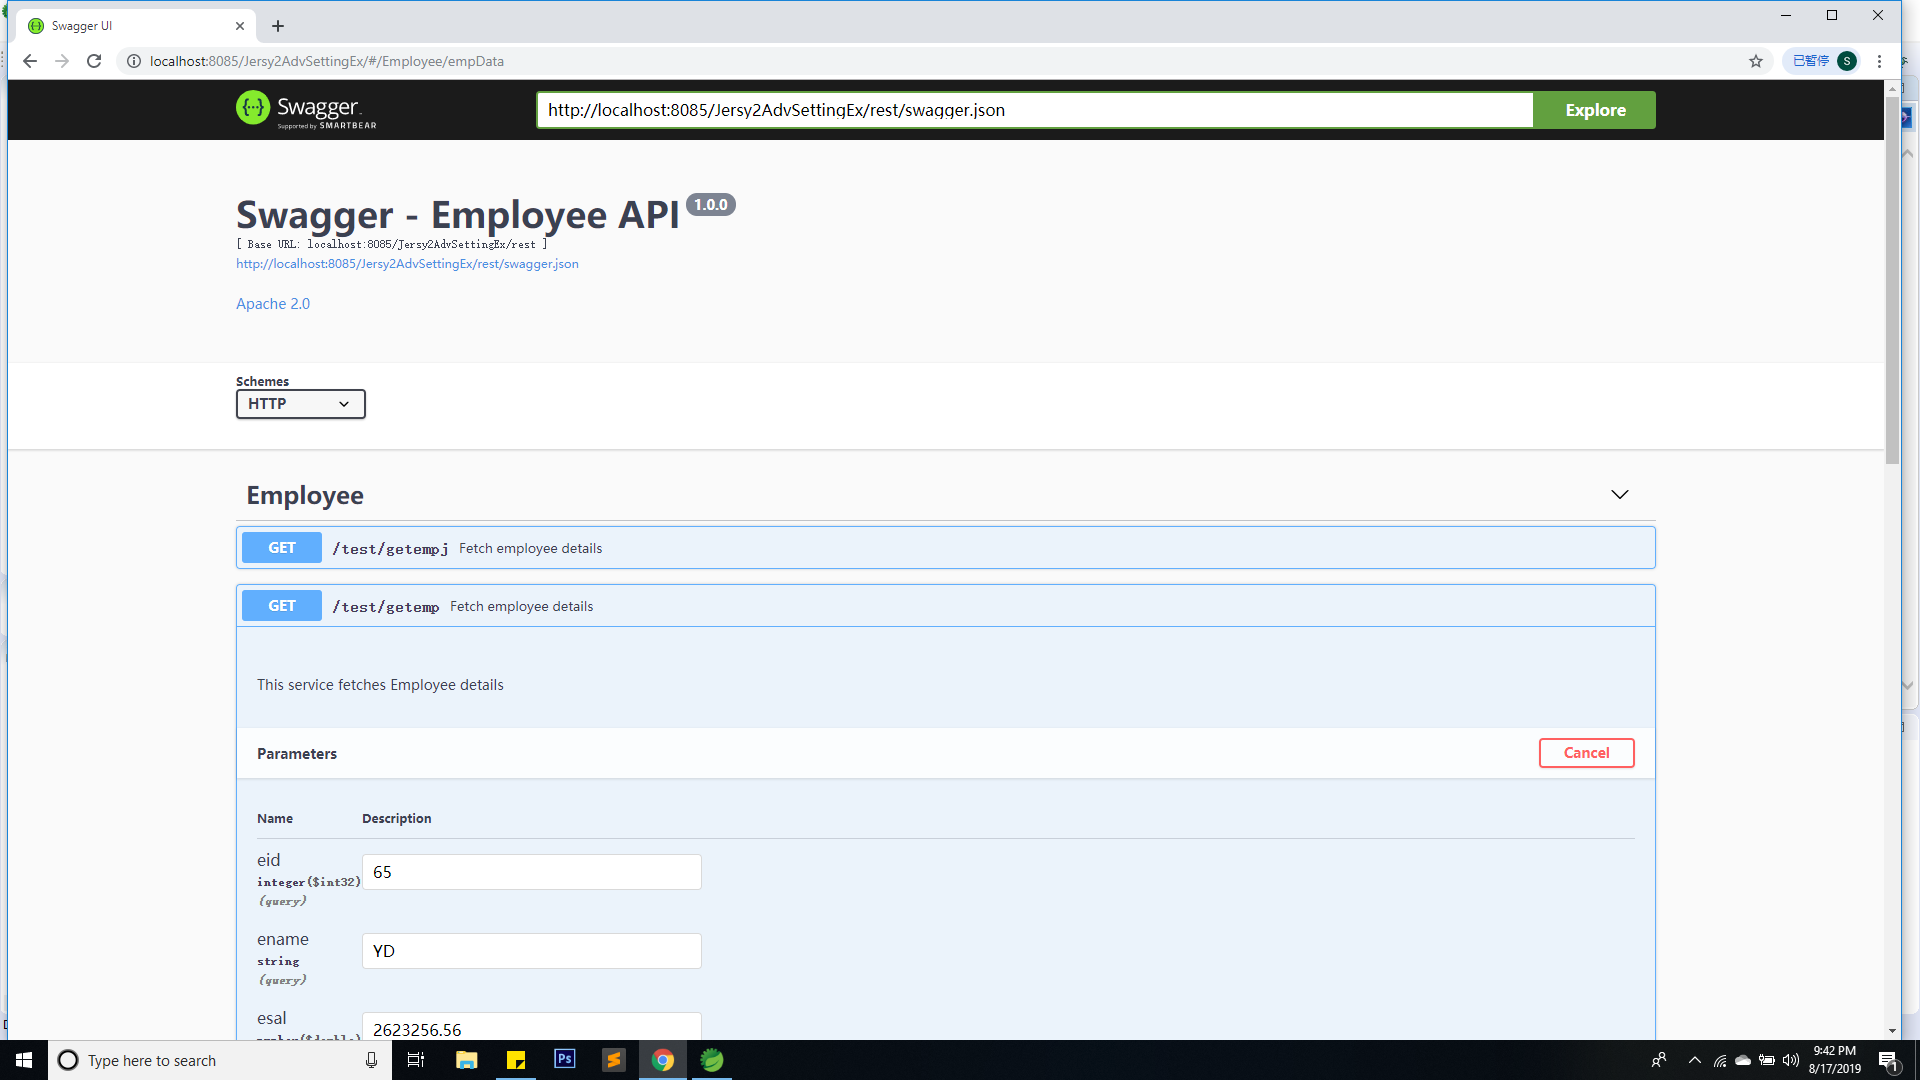 Swagger UI
localhost:8085/Jersy2AdvSettingEx/#/Employee/empData
已暂停
S
Swagger
Supported by SMARTBEAR
http://localhost:8085/Jersy2AdvSettingEx/rest/swagger.json
Explore
Swagger - Employee API 1.0.0
[ Base URL: localhost:8085/Jersy2AdvSettingEx/rest ]
http://localhost:8085/Jersy2AdvSettingEx/rest/swagger.json
Apache 2.0
Schemes
HTTP
Employee
GET /test/getempj Fetch employee details
GET /test/getemp Fetch employee details
This service fetches Employee details
Parameters
Cancel
Name Description
eid
integer($int32)
(query)
65
ename
string
(query)
YD
esal
2623256.56
Type here to search
Ps
9:42 PM
8/17/2019
1